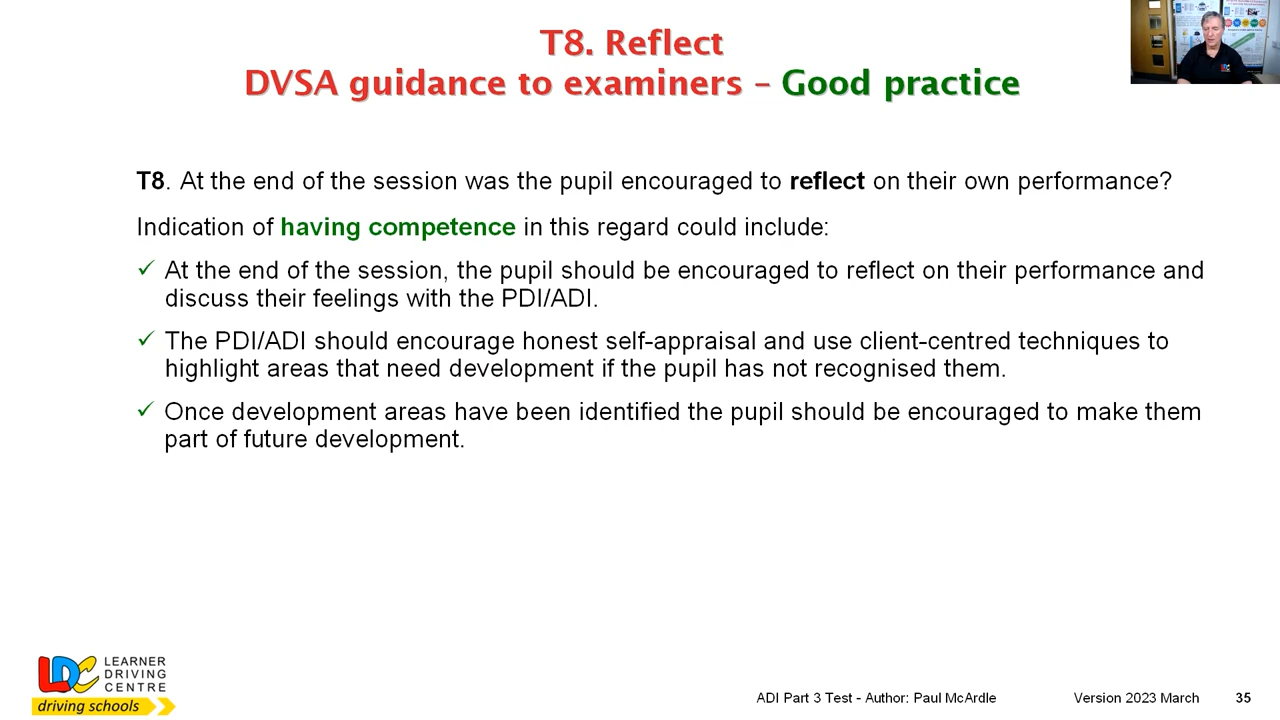 T8. Reflect
DVSA guidance to examiners – Good practice
T8. At the end of the session was the pupil encouraged to reflect on their own performance?
Indication of having competence in this regard could include:
✓ At the end of the session, the pupil should be encouraged to reflect on their performance and
discuss their feelings with the PDI/ADI.
✓ The PDI/ADI should encourage honest self-appraisal and use client-centred techniques to
highlight areas that need development if the pupil has not recognised them.
✓ Once development areas have been identified the pupil should be encouraged to make them
part of future development.
LDC LEARNER
DRIVING
CENTRE
driving schools
ADI Part 3 Test - Author: Paul McArdle Version 2023 March 35